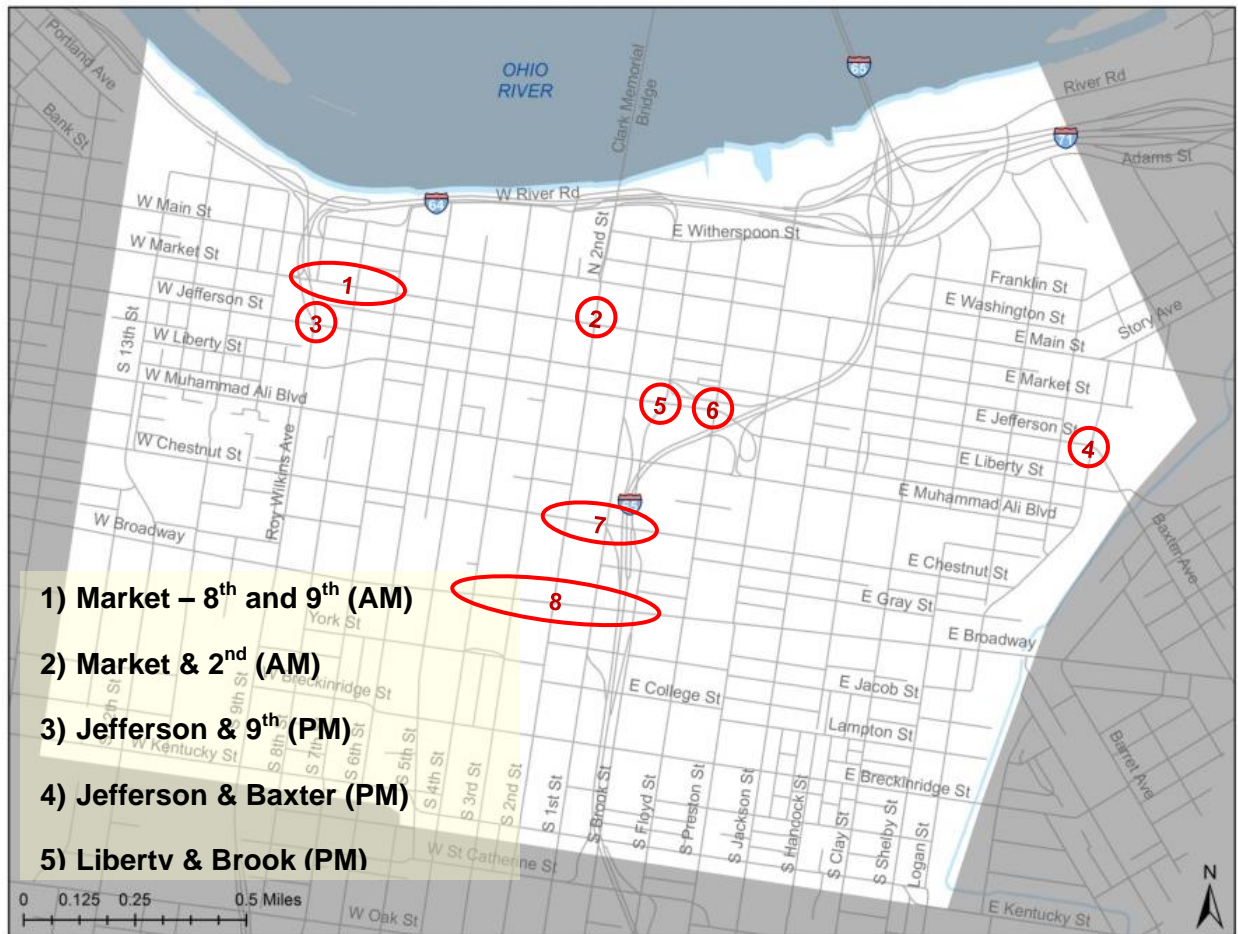 Portland Ave
Bank St
OHIO
RIVER
Clark Memorial
Bridge
65
River Rd
71
Adams St
W River Rd
64
W Main St
W Market St
W Jefferson St
W Liberty St
W Muhammad Ali Blvd
W Chestnut St
W Broadway
S 13th St
Roy Wilkins Ave
N 2nd St
E Witherspoon St
Franklin St
E Washington St
E Main St
Story Ave
E Market St
E Jefferson St
E Liberty St
E Muhammad Ali Blvd
E Chestnut St
E Gray St
E Broadway
Baxter Ave
Barret Ave
1
2
3
4
5
6
7
8
1) Market – 8th and 9th (AM)
2) Market & 2nd (AM)
3) Jefferson & 9th (PM)
4) Jefferson & Baxter (PM)
5) Liberty & Brook (PM)
York St
W Breckinridge St
W Kentucky St
S 9th St
S 8th St
S 7th St
S 6th St
S 5th St
S 4th St
S 3rd St
S 2nd St
S 1st St
S Brook St
S Floyd St
S Preston St
S Jackson St
S Hancock St
S Clay St
S Shelby St
Logan St
E College St
E Jacob St
Lampton St
E Breckinridge St
W St Catherine St
W Oak St
E Kentucky St
0 0.125 0.25 0.5 Miles
N